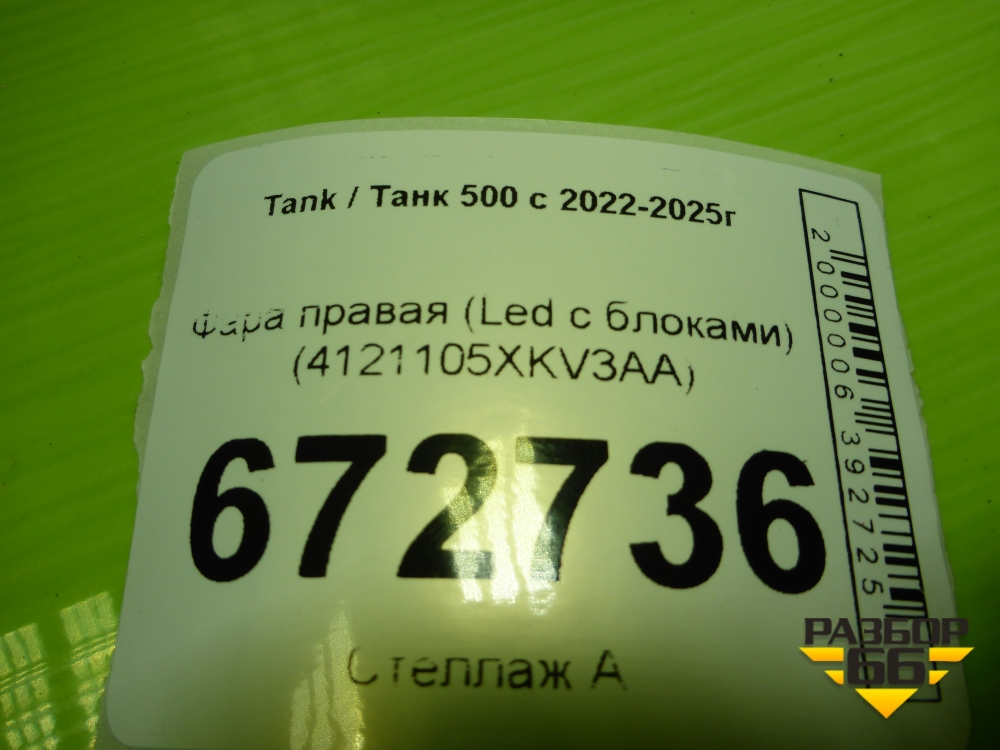 Tank / Танк 500 с 2022-2025г
Фара правая (Led с блоками)
(4121105XKV3AA)
672736
Стеллаж А
2000006392725
РАЗБОР
66